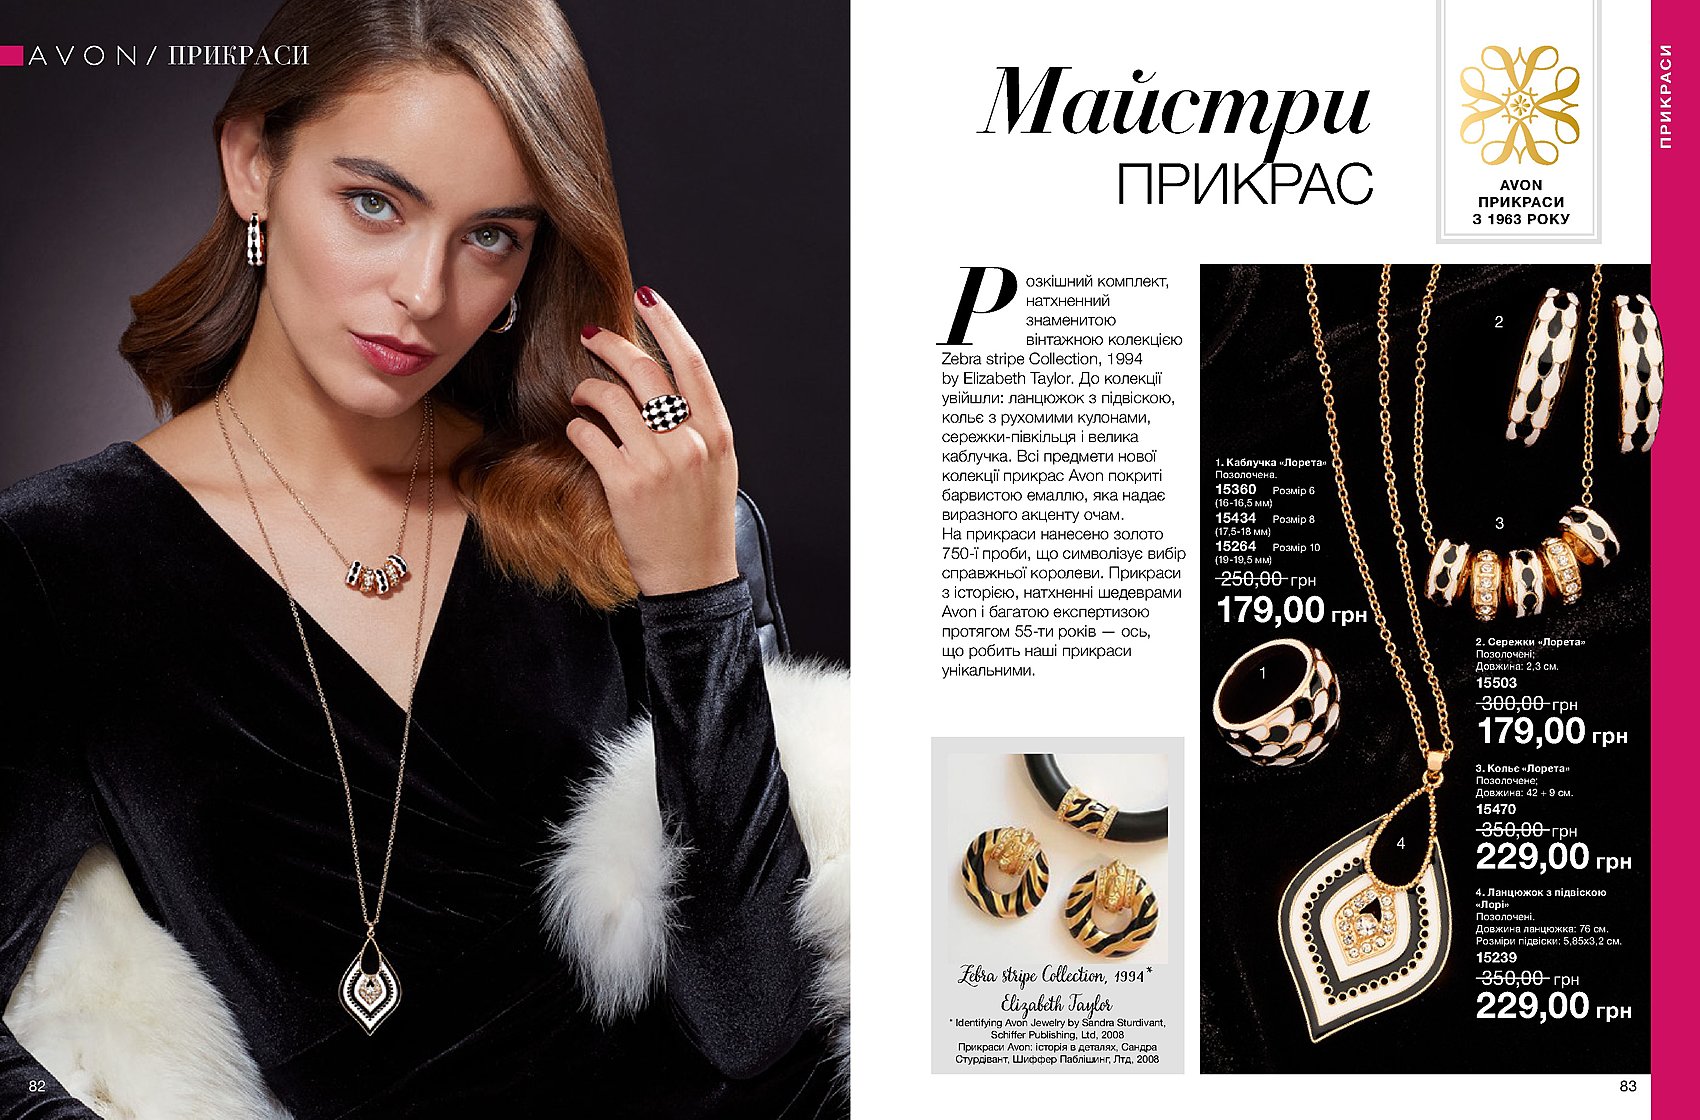 AVON / ПРИКРАСИ
82
Майстри
ПРИКРАС
AVON
ПРИКРАСИ
З 1963 РОКУ
ПРИКРАСИ
Розкішний комплект,
натхненний
знаменитою
вінтажною колекцією
Zebra stripe Collection, 1994
by Elizabeth Taylor. До колекції
увійшли: ланцюжок з підвіскою,
кольє з рухомими кулонами,
сережки-півкільця і велика
каблучка. Всі предмети нової
колекції прикрас Avon покриті
барвистою емаллю, яка надає
виразного акценту очам.
На прикраси нанесено золото
750-ї проби, що символізує вибір
справжньої королеви. Прикраси
з історією, натхненні шедеврами
Avon і багатою експертизою
протягом 55-ти років — ось,
що робить наші прикраси
унікальними.
Zebra stripe Collection, 1994*
Elizabeth Taylor
* Identifying Avon Jewelry by Sandra Sturdivant,
Schiffer Publishing, Ltd, 2008
Прикраси Avon: історія в деталях, Сандра
Стурдівант, Шиффер Паблішинг, Лтд, 2008
1. Каблучка «Лорета»
Позолочена.
15360 Розмір 6
(16-16,5 мм)
15434 Розмір 8
(17,5-18 мм)
15264 Розмір 10
(19-19,5 мм)
250,00 грн
179,00 грн
1
2
3
4
2. Сережки «Лорета»
Позолочені;
Довжина: 2,3 см.
15503
300,00 грн
179,00 грн
3. Кольє «Лорета»
Позолочене;
Довжина: 42 + 9 см.
15470
350,00 грн
229,00 грн
4. Ланцюжок з підвіскою
«Лорі»
Позолочені.
Довжина ланцюжка: 76 см.
Розміри підвіски: 5,85х3,2 см.
15239
350,00 грн
229,00 грн
83